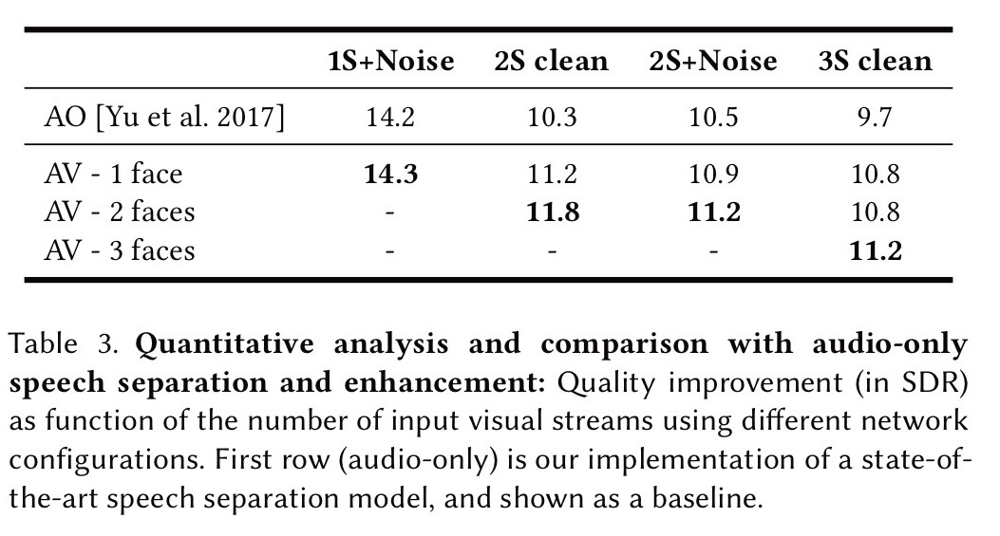 1S+Noise 2S clean 2S+Noise 3S clean
AO [Yu et al. 2017] 14.2 10.3 10.5 9.7
AV - 1 face 14.3 11.2 10.9 10.8
AV - 2 faces - 11.8 11.2 10.8
AV - 3 faces - - - 11.2
Table 3. Quantitative analysis and comparison with audio-only
speech separation and enhancement: Quality improvement (in SDR)
as function of the number of input visual streams using different network
configurations. First row (audio-only) is our implementation of a state-of-
the-art speech separation model, and shown as a baseline.